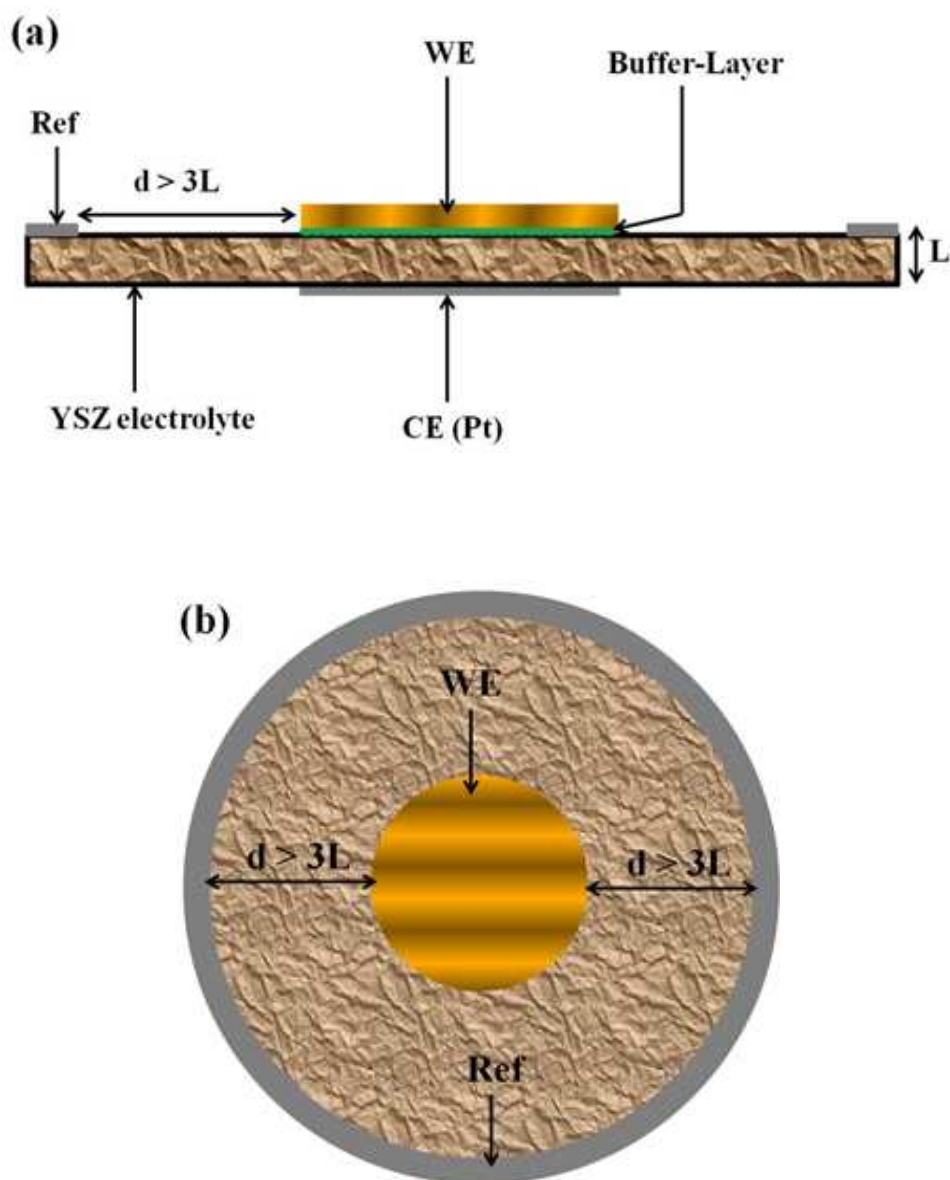 (a)
WE
Buffer-Layer
Ref
d > 3L
L
YSZ electrolyte
CE (Pt)
(b)
WE
d > 3L
d > 3L
Ref